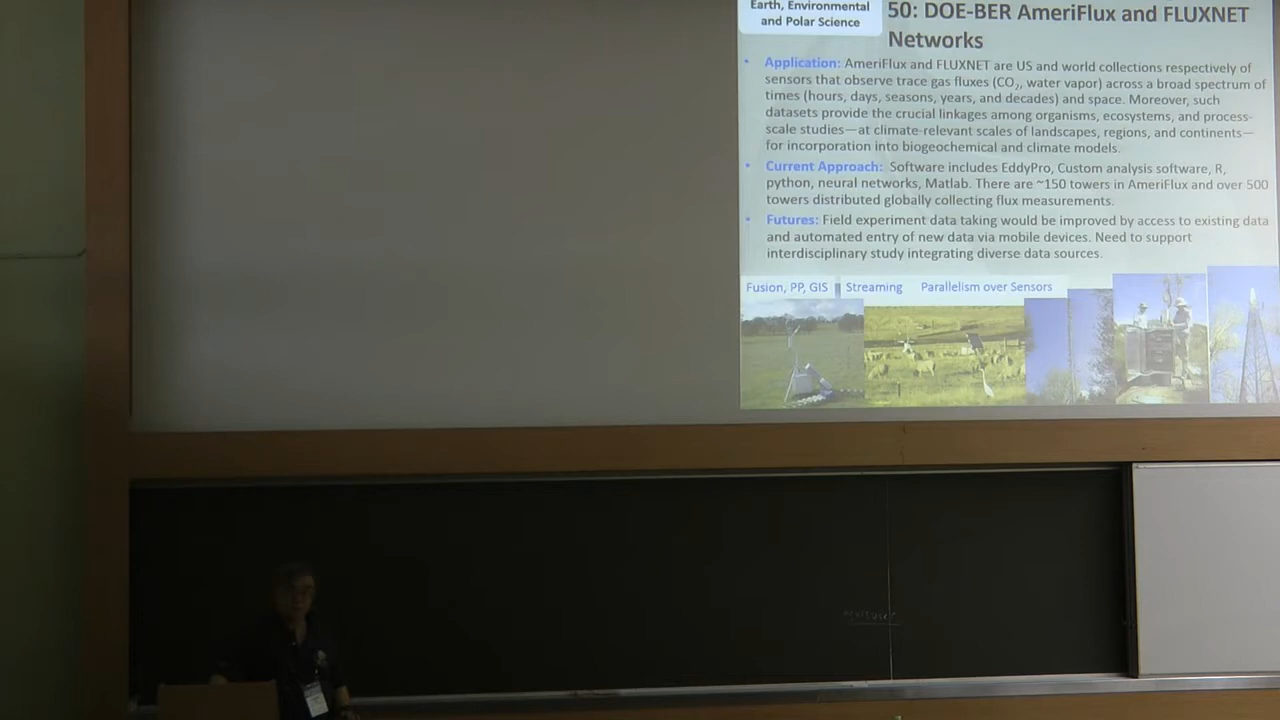 Earth, Environmental
and Polar Science
50: DOE-BER AmeriFlux and FLUXNET
Networks
• Application: AmeriFlux and FLUXNET are US and world collections respectively of
sensors that observe trace gas fluxes (CO₂, water vapor) across a broad spectrum of
times (hours, days, seasons, years, and decades) and space. Moreover, such
datasets provide the crucial linkages among organisms, ecosystems, and process-
scale studies—at climate-relevant scales of landscapes, regions, and continents—
for incorporation into biogeochemical and climate models.
• Current Approach: Software includes EddyPro, Custom analysis software, R,
python, neural networks, Matlab. There are ~150 towers in AmeriFlux and over 500
towers distributed globally collecting flux measurements.
• Futures: Field experiment data taking would be improved by access to existing data
and automated entry of new data via mobile devices. Need to support
interdisciplinary study integrating diverse data sources.
Fusion, PP, GIS Streaming Parallelism over Sensors